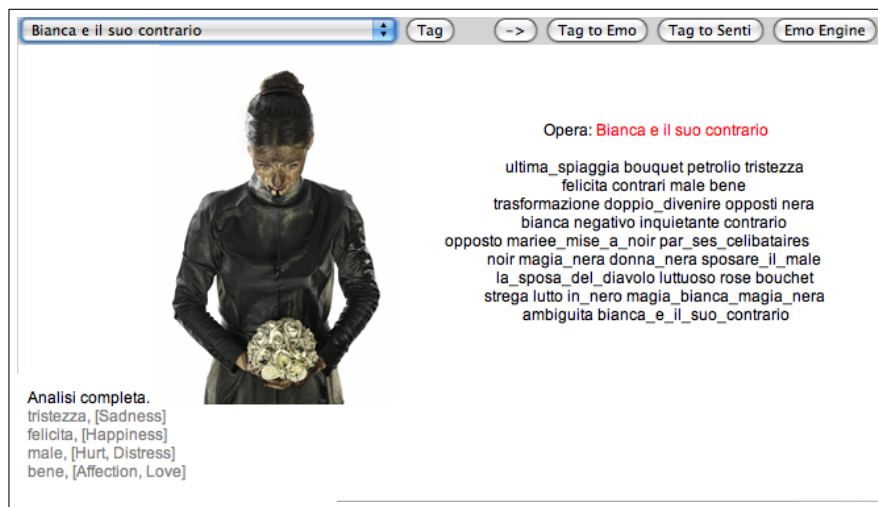 Bianca e il suo contrario Tag -> Tag to Emo Tag to Senti Emo Engine
Opera: Bianca e il suo contrario
ultima_spiaggia bouquet petrolio tristezza
felicita contrari male bene
trasformazione doppio_divenire opposti nera
bianca negativo inquietante contrario
opposto mariee_mise_a_noir par_ses_celibataires
noir magia_nera donna_nera sposare_il_male
la_sposa_del_diavolo luttuoso rose bouchet
strega lutto in_nero magia_bianca_magia_nera
ambiguita bianca_e_il_suo_contrario
Analisi completa.
tristezza, [Sadness]
felicita, [Happiness]
male, [Hurt, Distress]
bene, [Affection, Love]